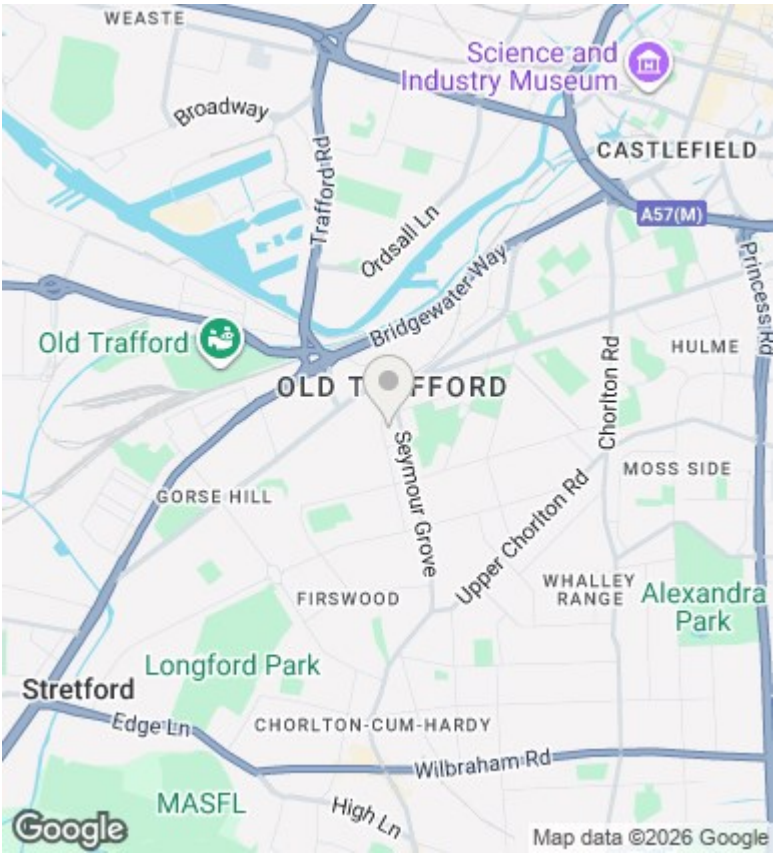 WEASTE
Science and
Industry Museum
Broadway
CASTLEFIELD
Trafford Rd
Ordsall Ln
A57(M)
Bridgewater Way
Princess Rd
Old Trafford
HULME
OLD TRAFFORD
Chorlton Rd
Seymour Grove
MOSS SIDE
GORSE HILL
Upper Chorlton Rd
WHALLEY
RANGE
Alexandra
Park
FIRSWOOD
Longford Park
Stretford
Edge Ln
CHORLTON-CUM-HARDY
Wilbraham Rd
MASFL
High Ln
Google
Map data ©2026 Google